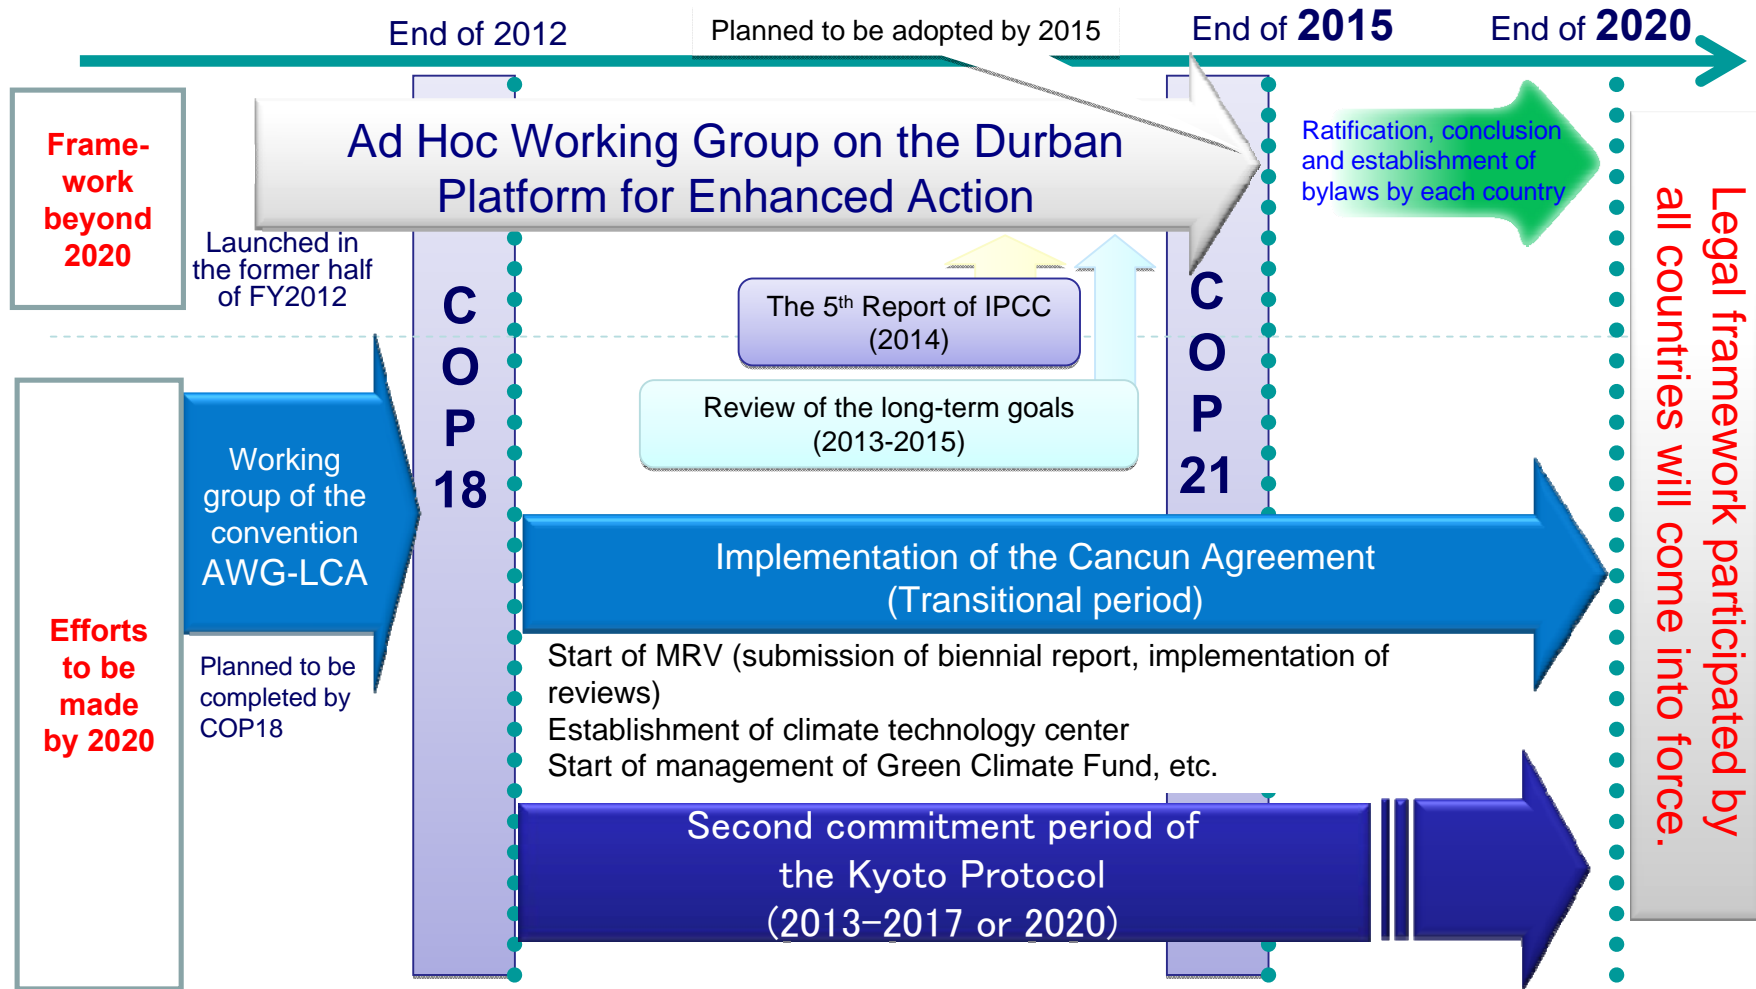 End of 2012
Planned to be adopted by 2015
End of 2015
End of 2020
Frame-
work
beyond
2020
Ad Hoc Working Group on the Durban
Platform for Enhanced Action
Ratification, conclusion
and establishment of
bylaws by each country
Launched in
the former half
of FY2012
The 5th Report of IPCC
(2014)
Review of the long-term goals
(2013-2015)
C
O
P
18
C
O
P
21
Legal framework participated by
all countries will come into force.
Efforts
to be
made
by 2020
Working
group of the
convention
AWG-LCA
Planned to be
completed by
COP18
Implementation of the Cancun Agreement
(Transitional period)
Start of MRV (submission of biennial report, implementation of
reviews)
Establishment of climate technology center
Start of management of Green Climate Fund, etc.
Second commitment period of
the Kyoto Protocol
(2013-2017 or 2020)